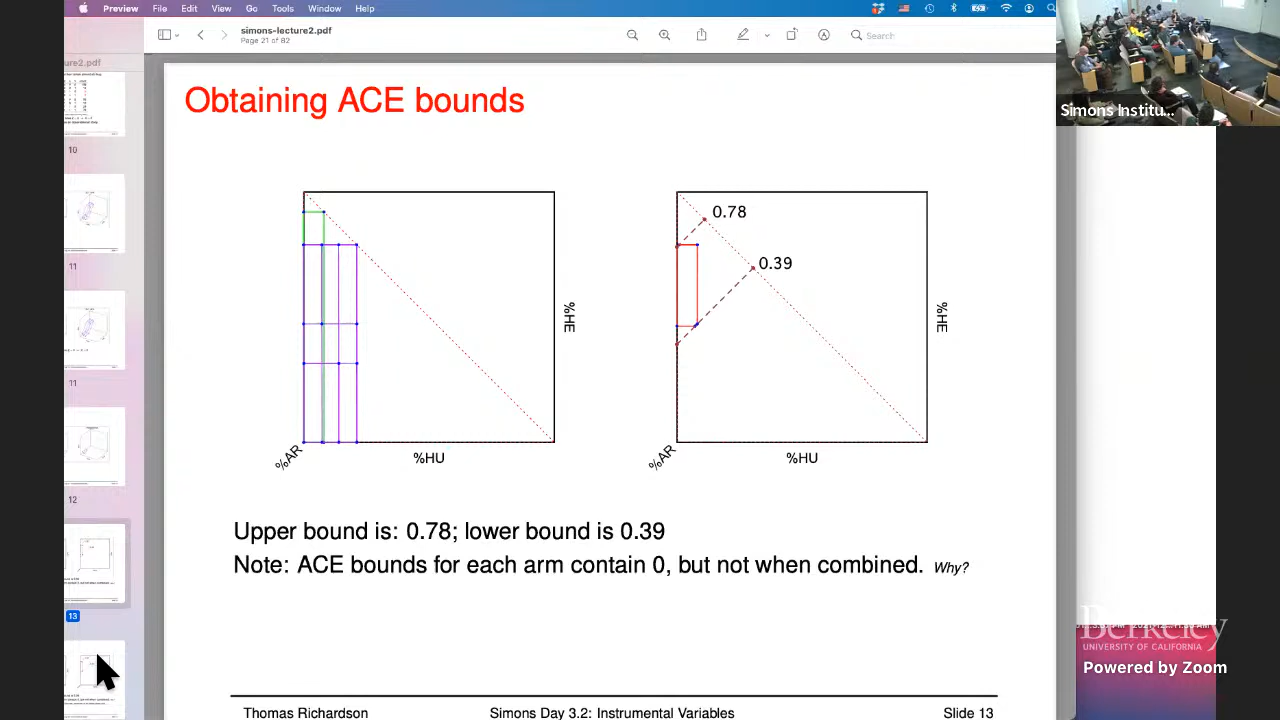 Preview File Edit View Go Tools Window Help
simons-lecture2.pdf
Page 21 of 82
Search
ure2.pdf
Simons Institu...
Obtaining ACE bounds
0.78
0.39
%HE
%HE
%AR
%HU
%AR
%HU
Upper bound is: 0.78; lower bound is 0.39
Note: ACE bounds for each arm contain 0, but not when combined. Why?
Thomas Richardson Simons Day 3.2: Instrumental Variables Slide 13
10
11
11
12
13
Berkeley
UNIVERSITY OF CALIFORNIA
Powered by Zoom